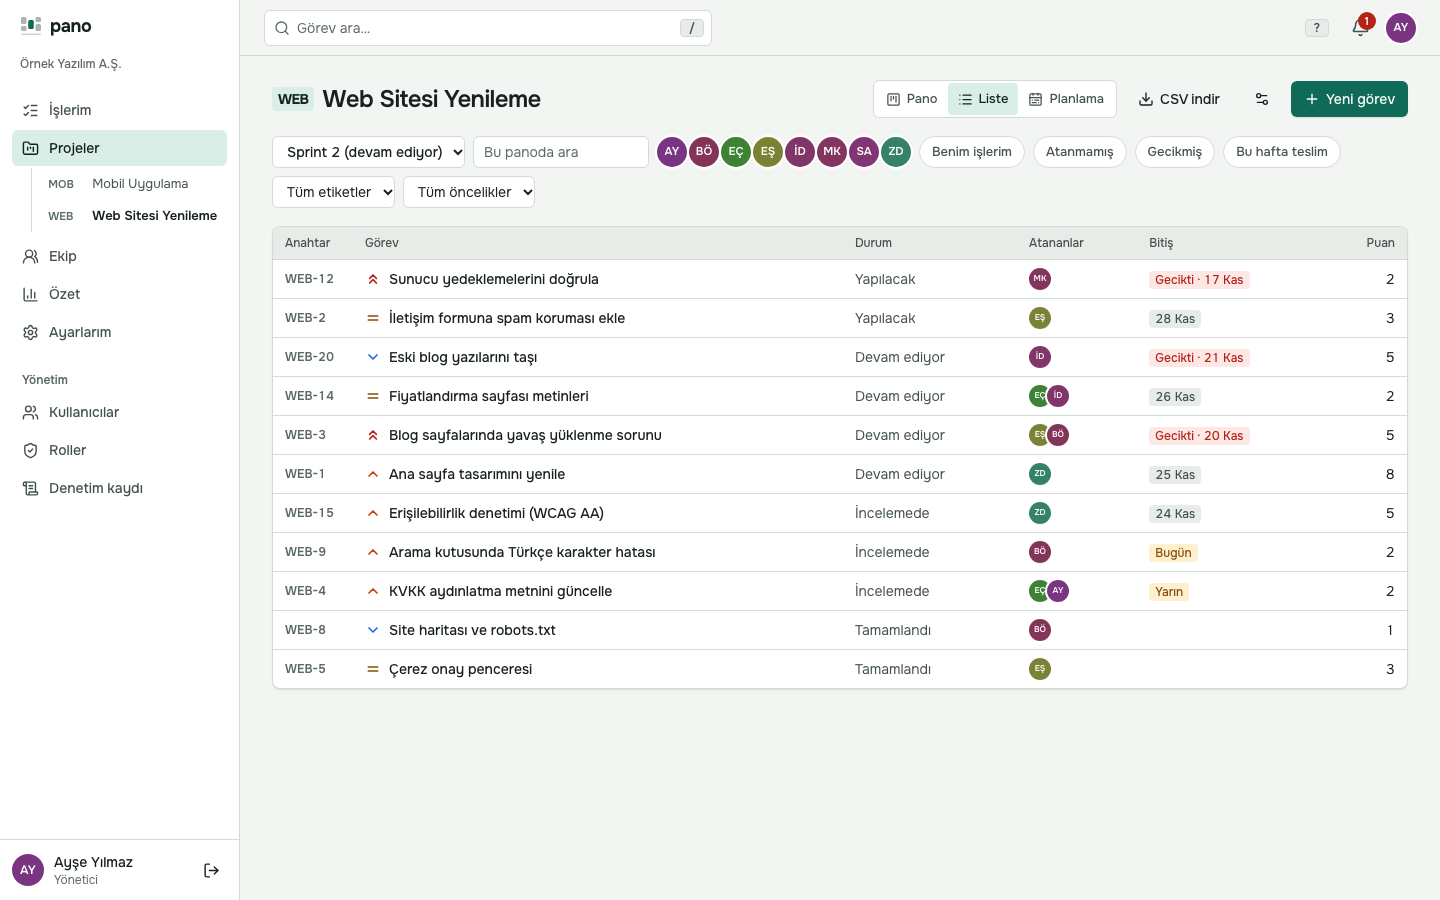 pano
Örnek Yazılım A.Ş.
İşlerim
Projeler
MOB Mobil Uygulama
WEB Web Sitesi Yenileme
Ekip
Özet
Ayarlarım
Yönetim
Kullanıcılar
Roller
Denetim kaydı
AY Ayşe Yılmaz
Yönetici
Görev ara... /
? 1 AY
WEB Web Sitesi Yenileme
Pano Liste Planlama CSV indir Yeni görev
Sprint 2 (devam ediyor) Bu panoda ara AY BÖ EÇ EŞ İD MK SA ZD Benim işlerim Atanmamış Gecikmiş Bu hafta teslim
Tüm etiketler Tüm öncelikler
Anahtar Görev Durum Atananlar Bitiş Puan
WEB-12 Sunucu yedeklemelerini doğrula Yapılacak MK Gecikti · 17 Kas 2
WEB-2 İletişim formuna spam koruması ekle Yapılacak EŞ 28 Kas 3
WEB-20 Eski blog yazılarını taşı Devam ediyor İD Gecikti · 21 Kas 5
WEB-14 Fiyatlandırma sayfası metinleri Devam ediyor EÇ İD 26 Kas 2
WEB-3 Blog sayfalarında yavaş yüklenme sorunu Devam ediyor EŞ BÖ Gecikti · 20 Kas 5
WEB-1 Ana sayfa tasarımını yenile Devam ediyor ZD 25 Kas 8
WEB-15 Erişilebilirlik denetimi (WCAG AA) İncelemede ZD 24 Kas 5
WEB-9 Arama kutusunda Türkçe karakter hatası İncelemede BÖ Bugün 2
WEB-4 KVKK aydınlatma metnini güncelle İncelemede EÇ AY Yarın 2
WEB-8 Site haritası ve robots.txt Tamamlandı BÖ 1
WEB-5 Çerez onay penceresi Tamamlandı EŞ 3